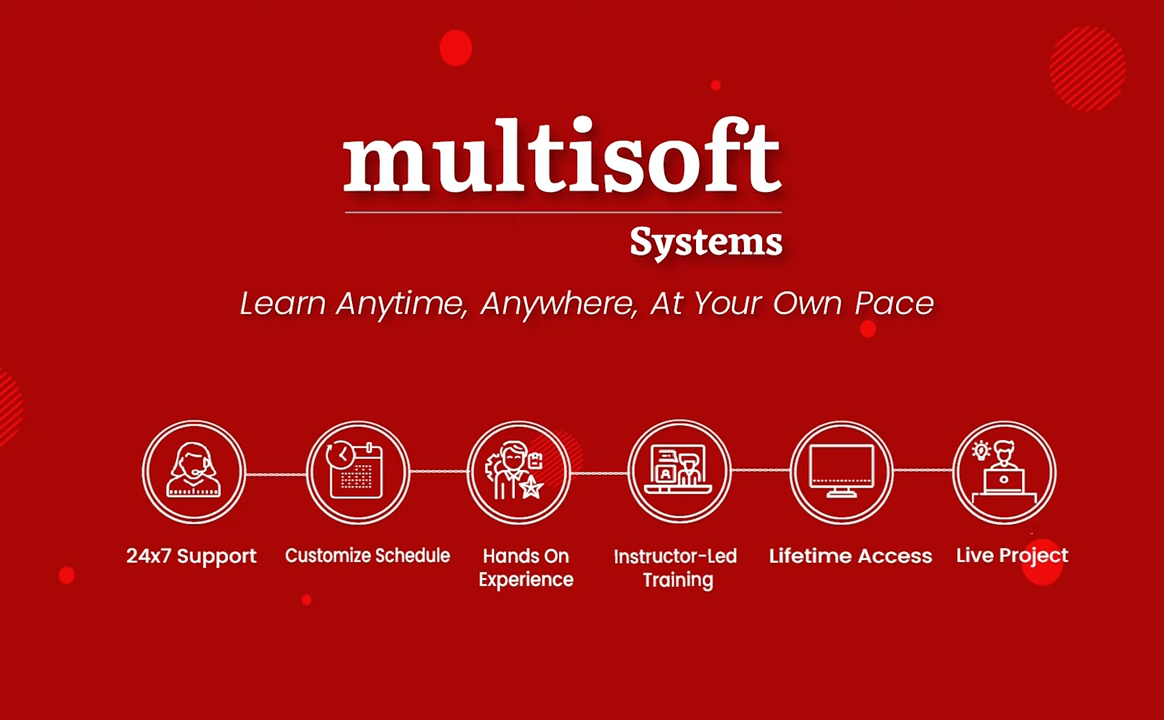 multisoft
Systems
Learn Anytime, Anywhere, At Your Own Pace
24x7 Support
Customize Schedule
Hands On
Experience
Instructor-Led
Training
Lifetime Access
Live Project